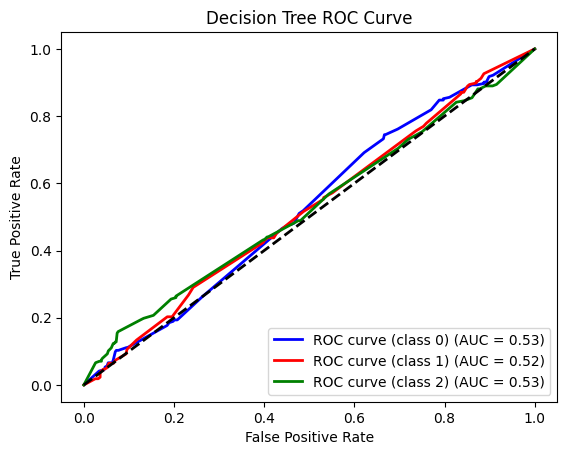 Decision Tree ROC Curve
True Positive Rate
1.0
0.8
0.6
0.4
0.2
0.0
ROC curve (class 0) (AUC = 0.53)
ROC curve (class 1) (AUC = 0.52)
ROC curve (class 2) (AUC = 0.53)
0.0 0.2 0.4 0.6 0.8 1.0
False Positive Rate